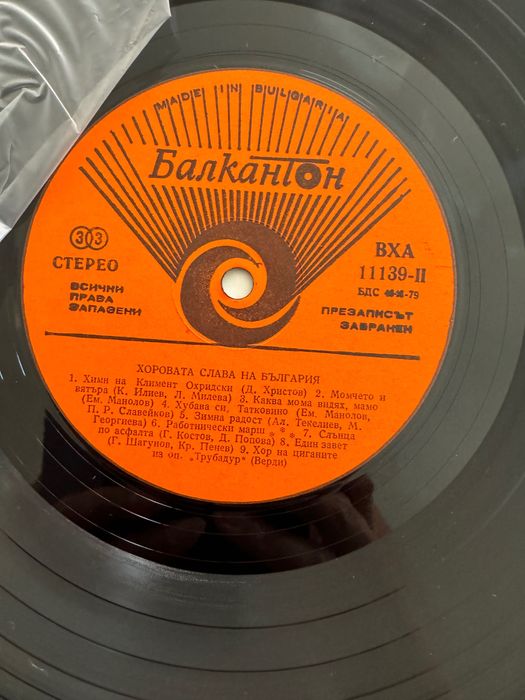 MADE IN BULGARIA
Балкантон
33
СТЕРЕО
ВСИЧКИ
ПРАВА
ЗАПАЗЕНИ
ВХА
11139-II
БДС -79
ПРЕЗАПИСЪТ
ЗАБРАНЕН
ХОРОВАТА СЛАВА НА БЪЛГАРИЯ
1. Химн на Климент Охридски (Д. Христов) 2. Момчето и
вятъра (К. Илиев, Л. Милева) 3. Каква мома видях, мамо
(Ем. Манолов) 4. Хубава си, Татковино (Ем. Манолов,
П. Р. Славейков) 5. Зимна радост (Ал. Текелиев, М.
Георгиева) 6. Работнически марш * * * 7. Слънца
по асфалта (Г. Костов, Д. Попова) 8. Един завет
(Г. Шагунов, Кр. Пенев) 9. Хор на циганите
из оп. „Трубадур" (Верди)